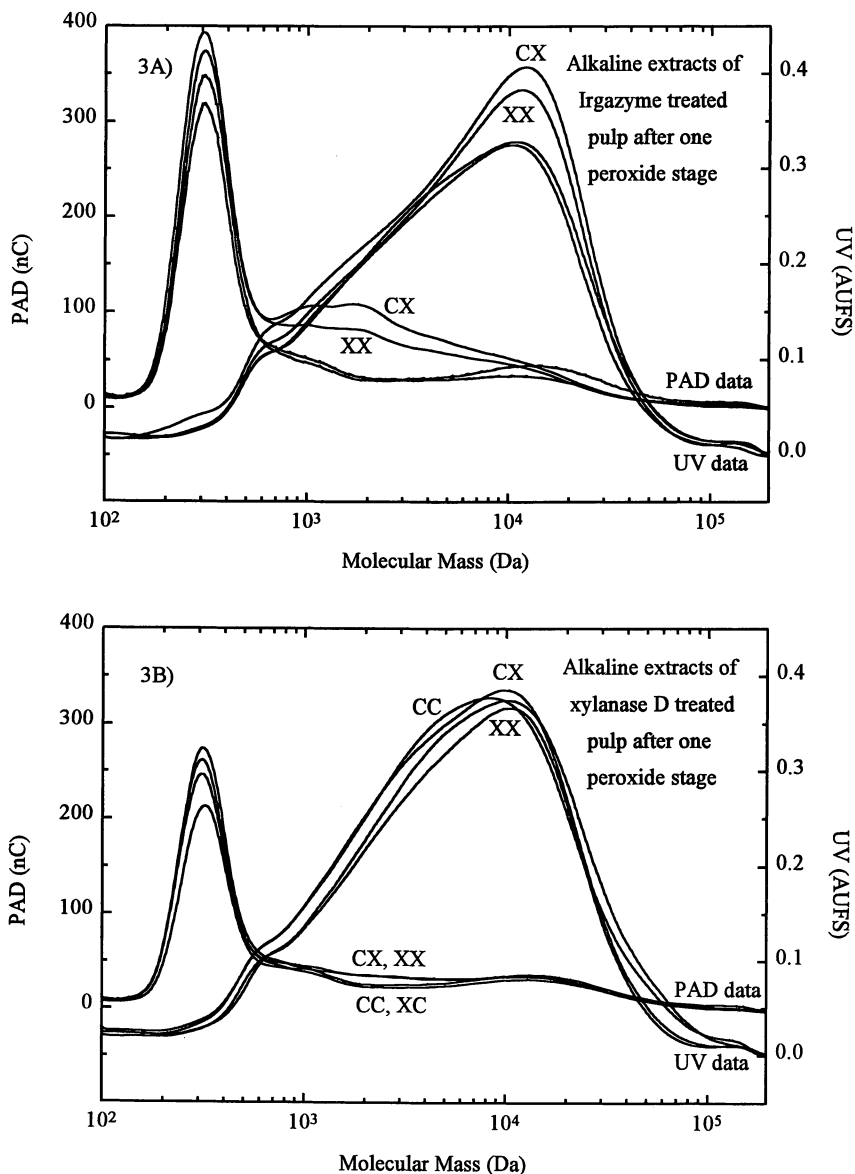 3A)
Alkaline extracts of
Irgazyme treated
pulp after one
peroxide stage
CX
XX
CX
XX
PAD data
UV data
400
300
200
100
0
PAD (nC)
0.4
0.3
0.2
0.1
0.0
UV (AUFS)
10² 10³ 10⁴ 10⁵
Molecular Mass (Da)
3B)
Alkaline extracts of
xylanase D treated
pulp after one
peroxide stage
CX
CC
XX
CX, XX
CC, XC
PAD data
UV data
400
300
200
100
0
PAD (nC)
0.4
0.3
0.2
0.1
0.0
UV (AUFS)
10² 10³ 10⁴ 10⁵
Molecular Mass (Da)